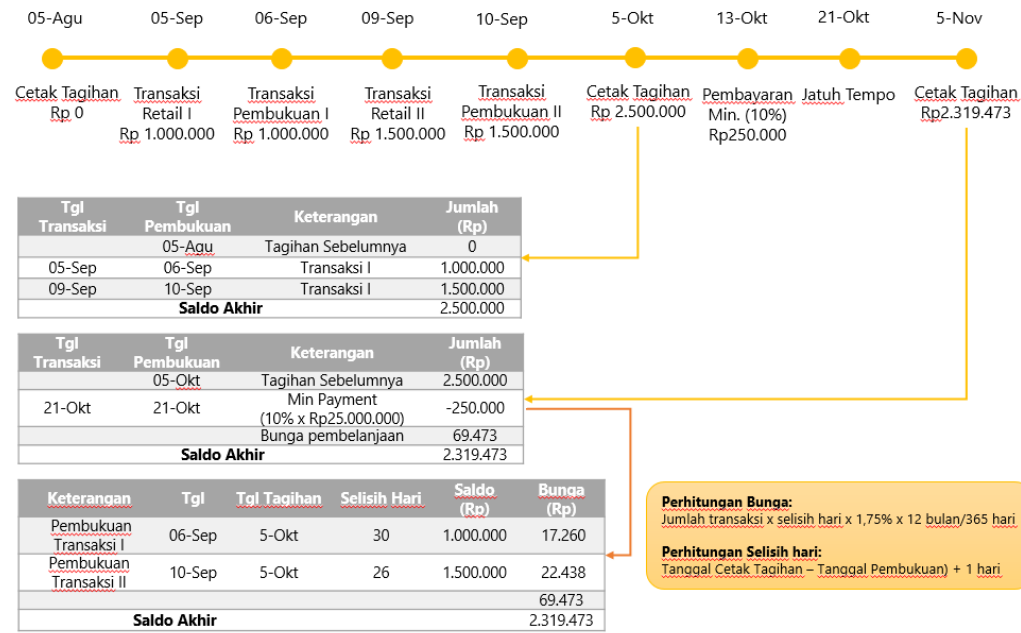 05-Agu 05-Sep 06-Sep 09-Sep 10-Sep 5-Okt 13-Okt 21-Okt 5-Nov
Cetak Tagihan
Rp 0
Transaksi
Retail I
Rp 1.000.000
Transaksi
Pembukuan I
Rp 1.000.000
Transaksi
Retail II
Rp 1.500.000
Transaksi
Pembukuan II
Rp 1.500.000
Cetak Tagihan
Rp 2.500.000
Pembayaran
Min. (10%)
Rp250.000
Jatuh Tempo
Cetak Tagihan
Rp2.319.473
Tgl Transaksi Tgl Pembukuan Keterangan Jumlah (Rp)
05-Agu Tagihan Sebelumnya 0
05-Sep 06-Sep Transaksi I 1.000.000
09-Sep 10-Sep Transaksi I 1.500.000
Saldo Akhir 2.500.000
Tgl Transaksi Tgl Pembukuan Keterangan Jumlah (Rp)
05-Okt Tagihan Sebelumnya 2.500.000
21-Okt 21-Okt Min Payment (10% x Rp25.000.000) -250.000
Bunga pembelanjaan 69.473
Saldo Akhir 2.319.473
Keterangan Tgl Tgl Tagihan Selisih Hari Saldo (Rp) Bunga (Rp)
Pembukuan Transaksi I 06-Sep 5-Okt 30 1.000.000 17.260
Pembukuan Transaksi II 10-Sep 5-Okt 26 1.500.000 22.438
69.473
Saldo Akhir 2.319.473
Perhitungan Bunga:
Jumlah transaksi x selisih hari x 1,75% x 12 bulan/365 hari
Perhitungan Selisih hari:
Tanggal Cetak Tagihan – Tanggal Pembukuan) + 1 hari